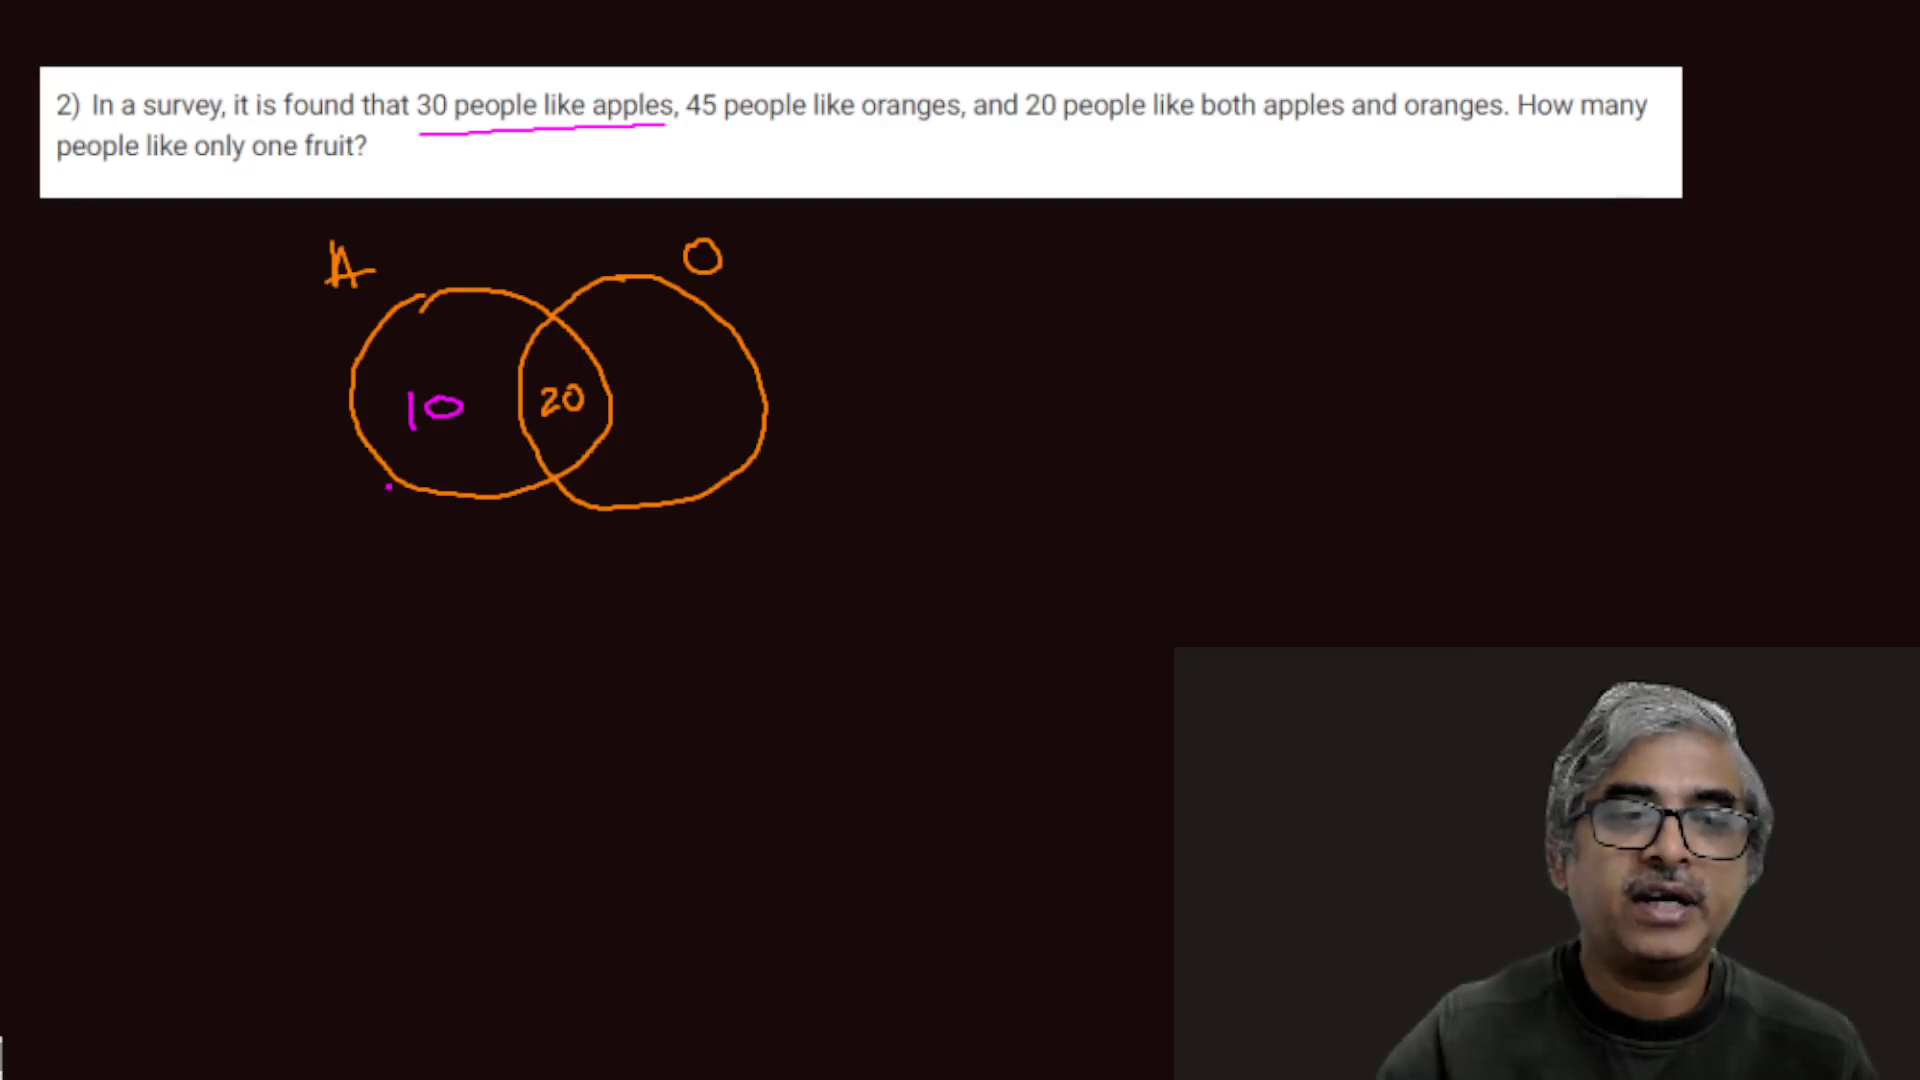 2) In a survey, it is found that 30 people like apples, 45 people like oranges, and 20 people like both apples and oranges. How many
people like only one fruit?
A
O
10
20